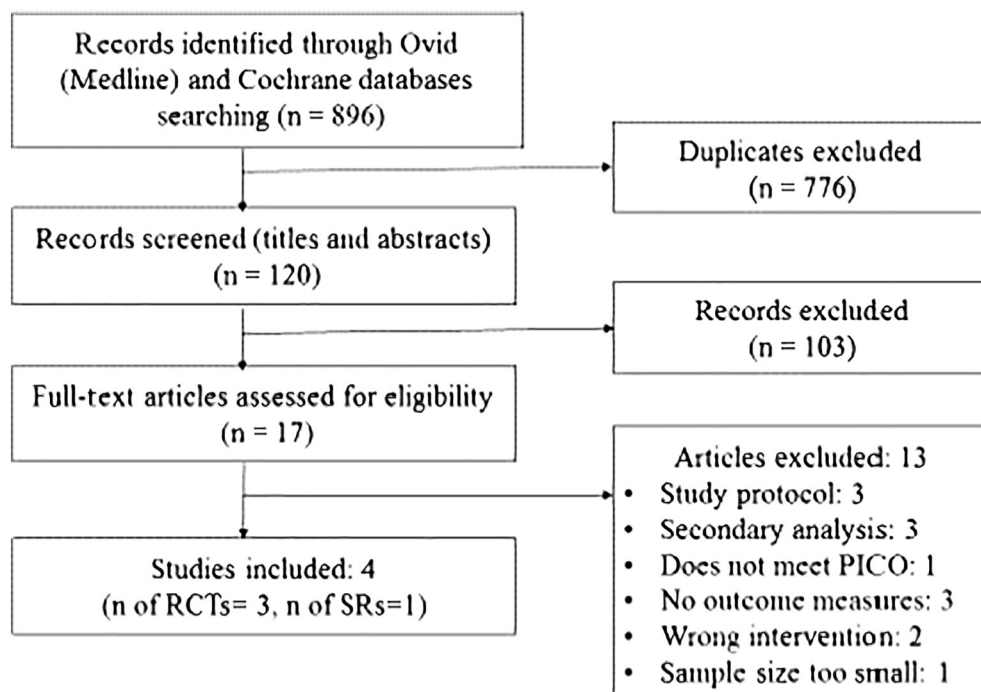 Records identified through Ovid
(Medline) and Cochrane databases
searching (n = 896)
Duplicates excluded
(n = 776)
Records screened (titles and abstracts)
(n = 120)
Records excluded
(n = 103)
Full-text articles assessed for eligibility
(n = 17)
Articles excluded: 13
• Study protocol: 3
• Secondary analysis: 3
• Does not meet PICO: 1
• No outcome measures: 3
• Wrong intervention: 2
• Sample size too small: 1
Studies included: 4
(n of RCTs= 3, n of SRs=1)